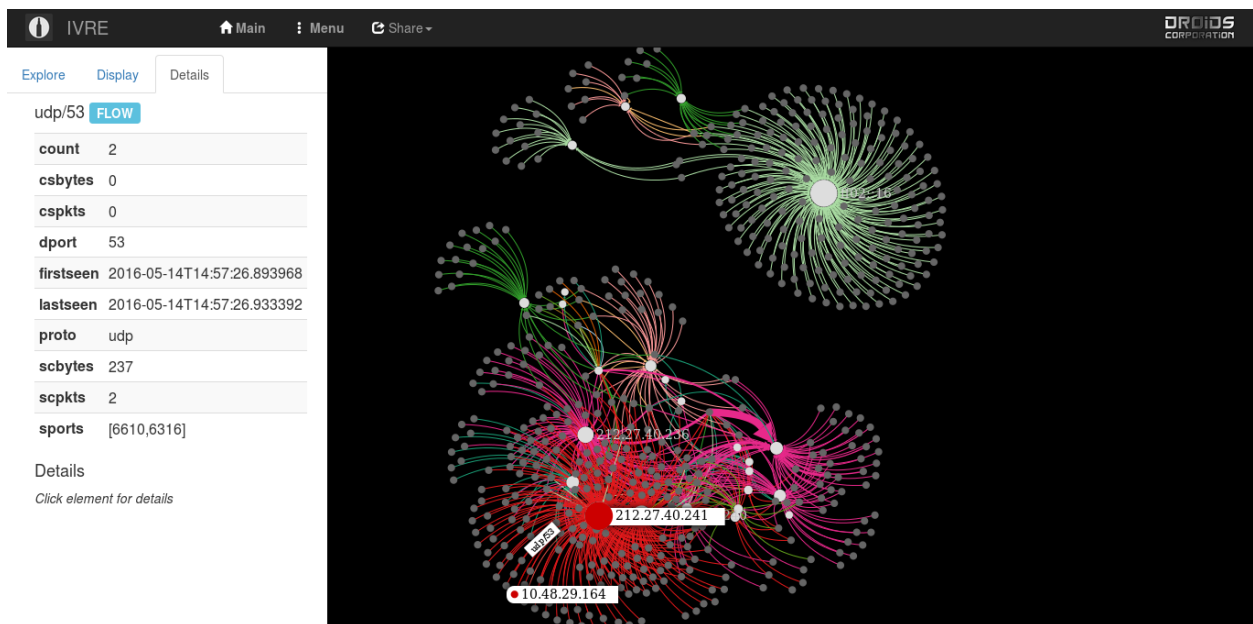 IVRE Main Menu Share
DROIDS
CORPORATION
Explore Display Details
udp/53 FLOW
count 2
csbytes 0
cspkts 0
dport 53
firstseen 2016-05-14T14:57:26.893968
lastseen 2016-05-14T14:57:26.933392
proto udp
scbytes 237
scpkts 2
sports [6610,6316]
Details
Click element for details
212.27.40.236
212.27.40.241
udp/53
10.48.29.164